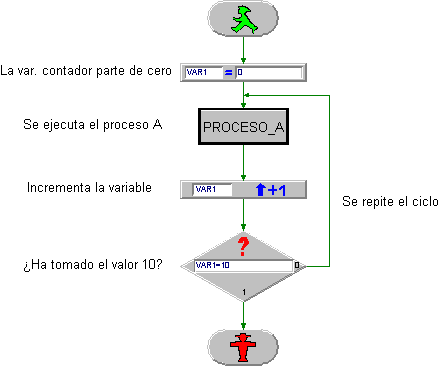 La var. contador parte de cero
VAR1 = 0
Se ejecuta el proceso A
PROCESO_A
Incrementa la variable
VAR1 +1
Se repite el ciclo
?
¿Ha tomado el valor 10?
VAR1=10 0
1